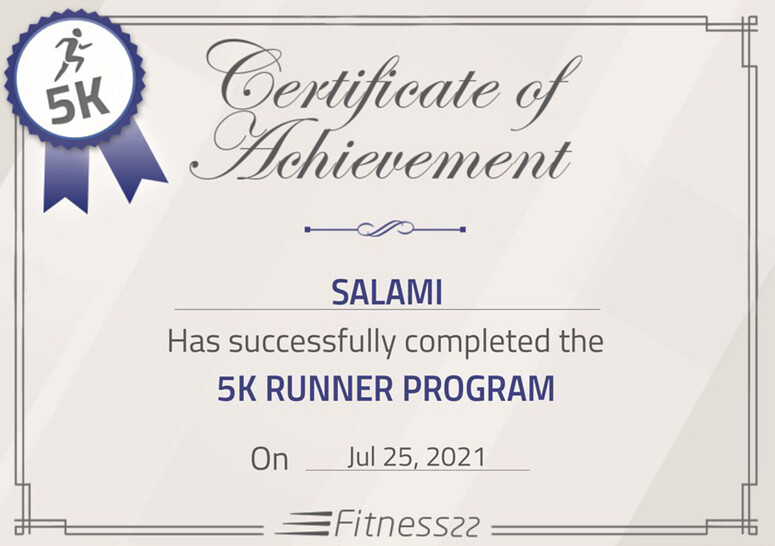 5K
Certificate of
Achievement
SALAMI
Has successfully completed the
5K RUNNER PROGRAM
On Jul 25, 2021
Fitness22